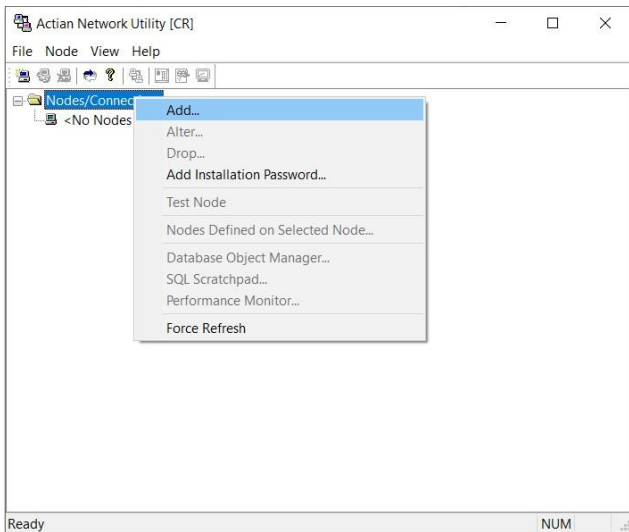 Actian Network Utility [CR]
File Node View Help
Nodes/Connec
<No Nodes
Add...
Alter...
Drop...
Add Installation Password...
Test Node
Nodes Defined on Selected Node...
Database Object Manager...
SQL Scratchpad...
Performance Monitor...
Force Refresh
Ready NUM